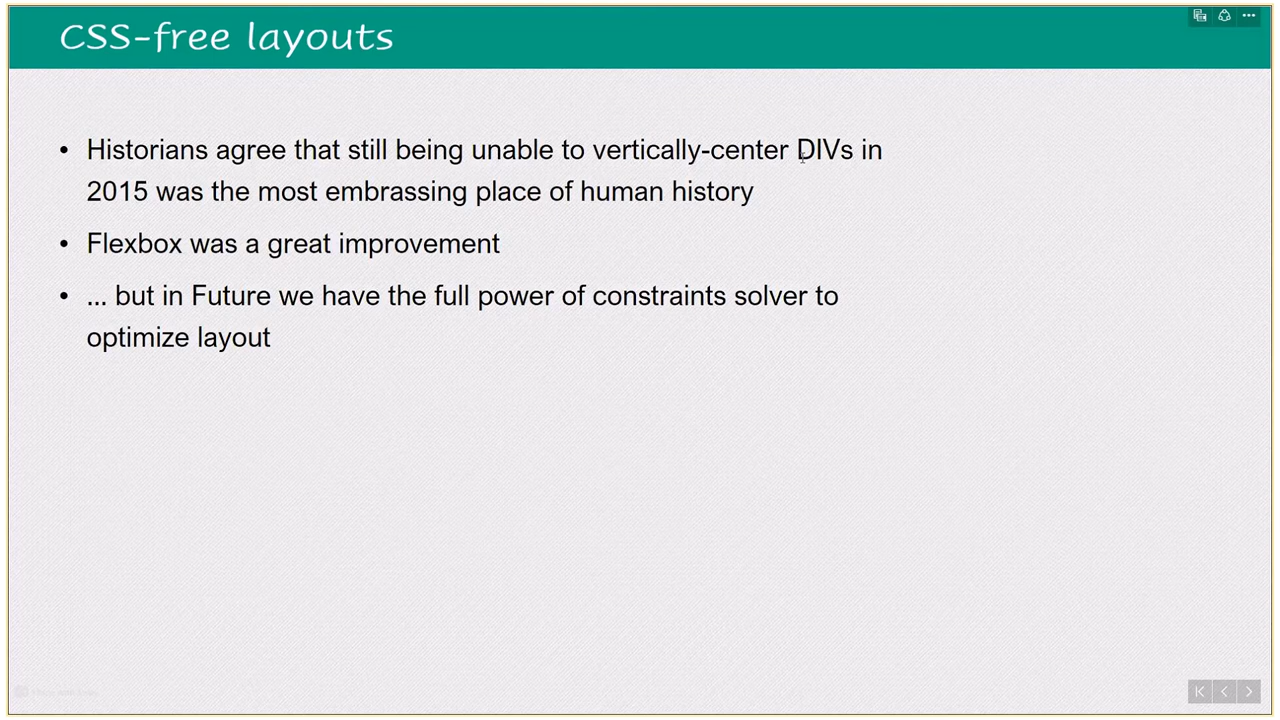 CSS-free layouts
• Historians agree that still being unable to vertically-center DIVs in
2015 was the most embrassing place of human history
• Flexbox was a great improvement
• ... but in Future we have the full power of constraints solver to
optimize layout